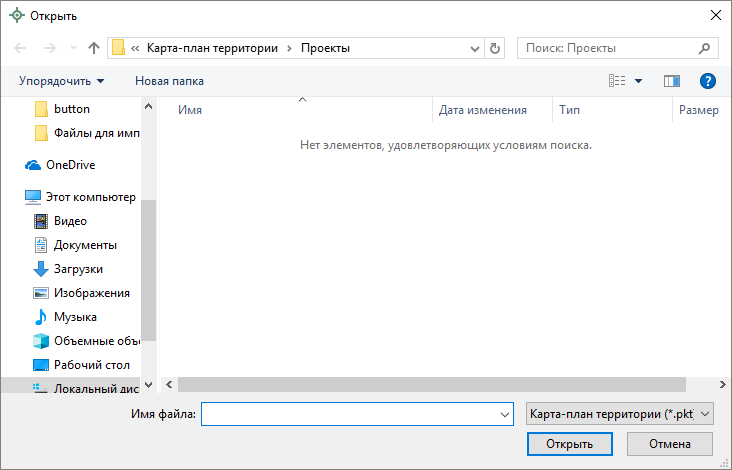 Открыть
« Карта-план территории › Проекты
Поиск: Проекты
Упорядочить
Новая папка
Имя
Дата изменения
Тип
Размер
button
Файлы для имп
Нет элементов, удовлетворяющих условиям поиска.
OneDrive
Этот компьютер
Видео
Документы
Загрузки
Изображения
Музыка
Объемные объ
Рабочий стол
Локальный дис
Имя файла:
Карта-план территории (*.pkt
Открыть
Отмена